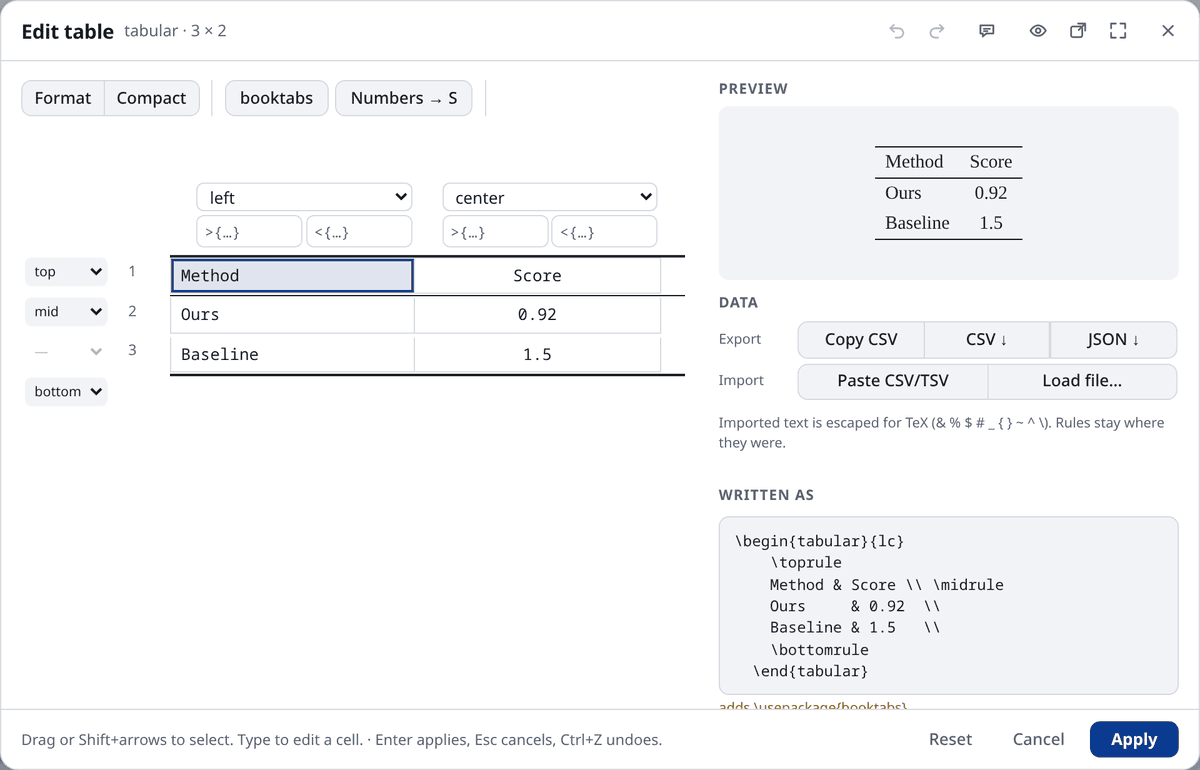 Edit table tabular · 3 × 2
Format Compact booktabs Numbers → S
left center
>{…} <{…} >{…} <{…}
top 1 Method Score
mid 2 Ours 0.92
— 3 Baseline 1.5
bottom
PREVIEW
Method Score
Ours 0.92
Baseline 1.5
DATA
Export Copy CSV CSV ↓ JSON ↓
Import Paste CSV/TSV Load file...
Imported text is escaped for TeX (& % $ # _ { } ~ ^ \). Rules stay where
they were.
WRITTEN AS
\begin{tabular}{lc}
    \toprule
    Method & Score \\ \midrule
    Ours     & 0.92  \\
    Baseline & 1.5   \\
    \bottomrule
  \end{tabular}
adds \usepackage{booktabs}
Drag or Shift+arrows to select. Type to edit a cell. · Enter applies, Esc cancels, Ctrl+Z undoes.
Reset Cancel Apply